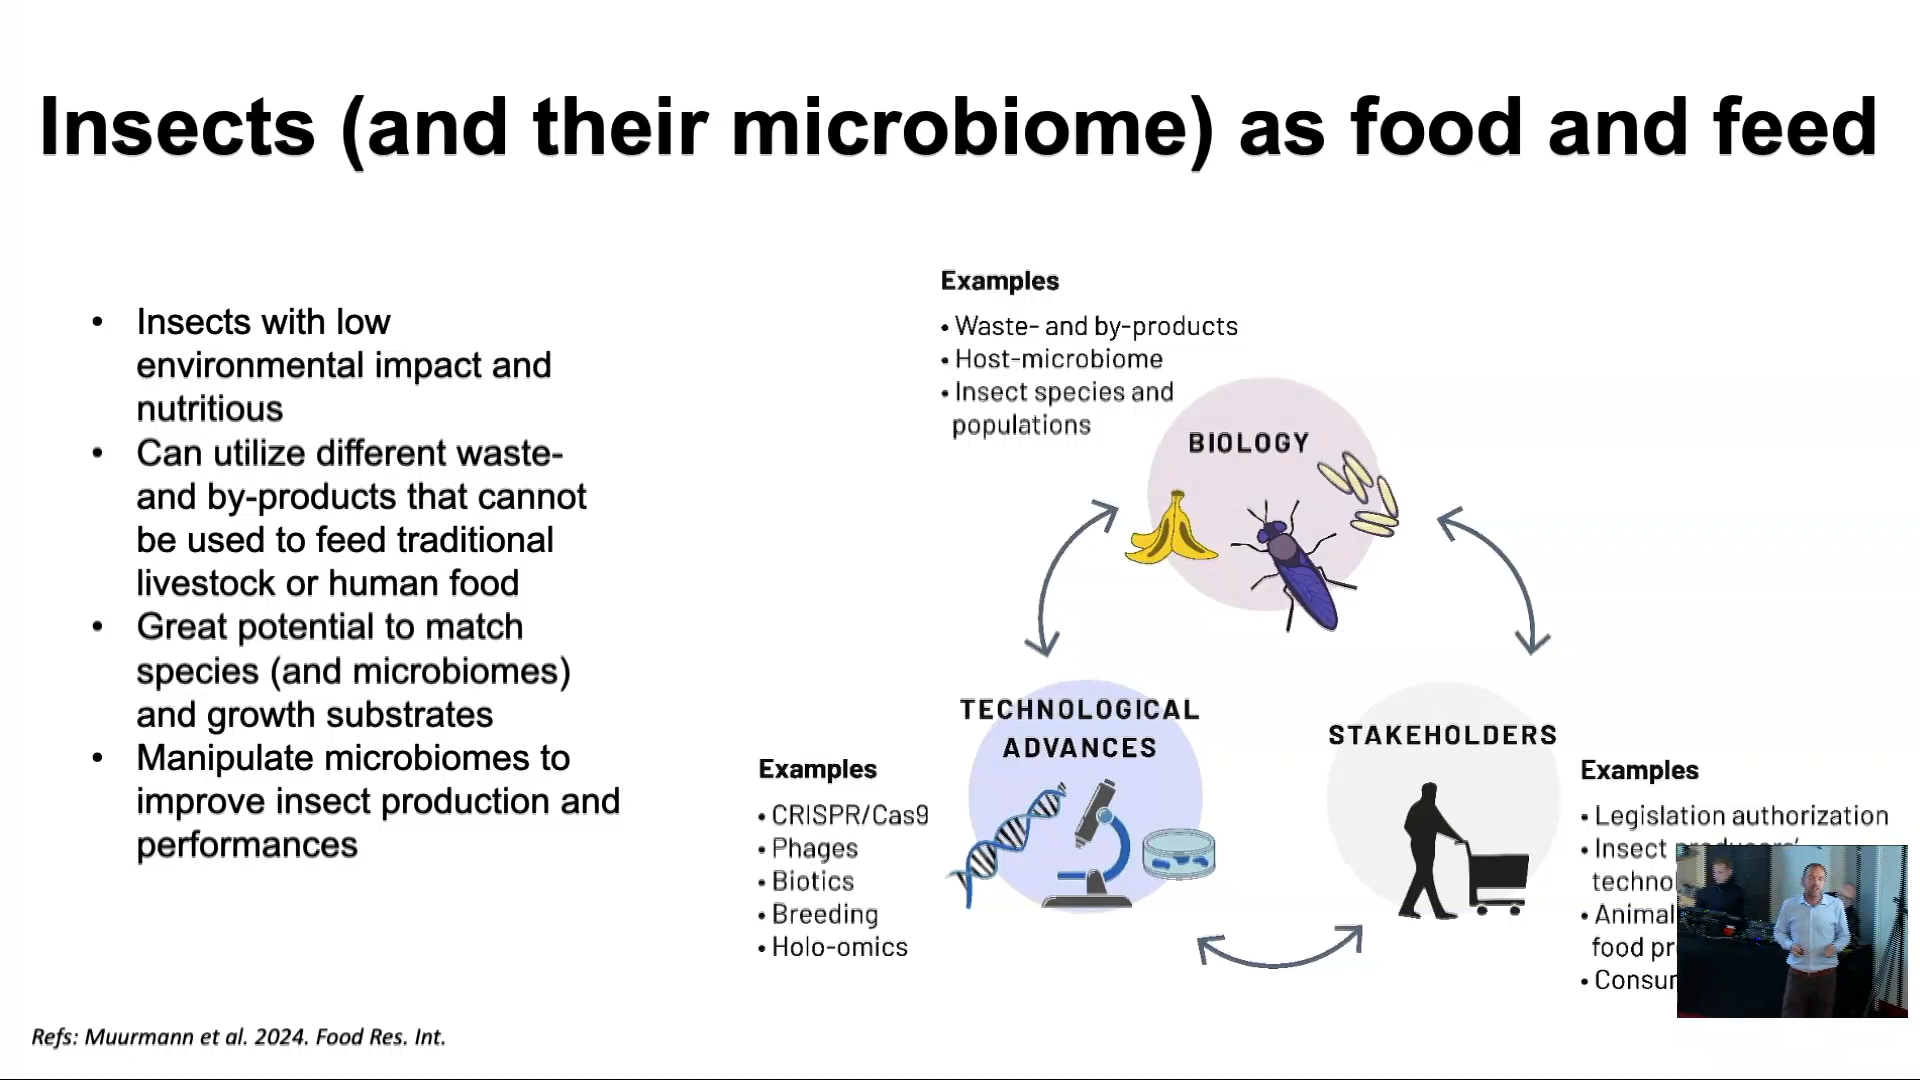 Insects (and their microbiome) as food and feed
• Insects with low
environmental impact and
nutritious
• Can utilize different waste-
and by-products that cannot
be used to feed traditional
livestock or human food
• Great potential to match
species (and microbiomes)
and growth substrates
• Manipulate microbiomes to
improve insect production and
performances
Examples
• Waste- and by-products
• Host-microbiome
• Insect species and
populations
BIOLOGY
TECHNOLOGICAL
ADVANCES
Examples
• CRISPR/Cas9
• Phages
• Biotics
• Breeding
• Holo-omics
STAKEHOLDERS
Examples
• Legislation authorization
• Insect producers'
• Animal
Refs: Muurmann et al. 2024. Food Res. Int.